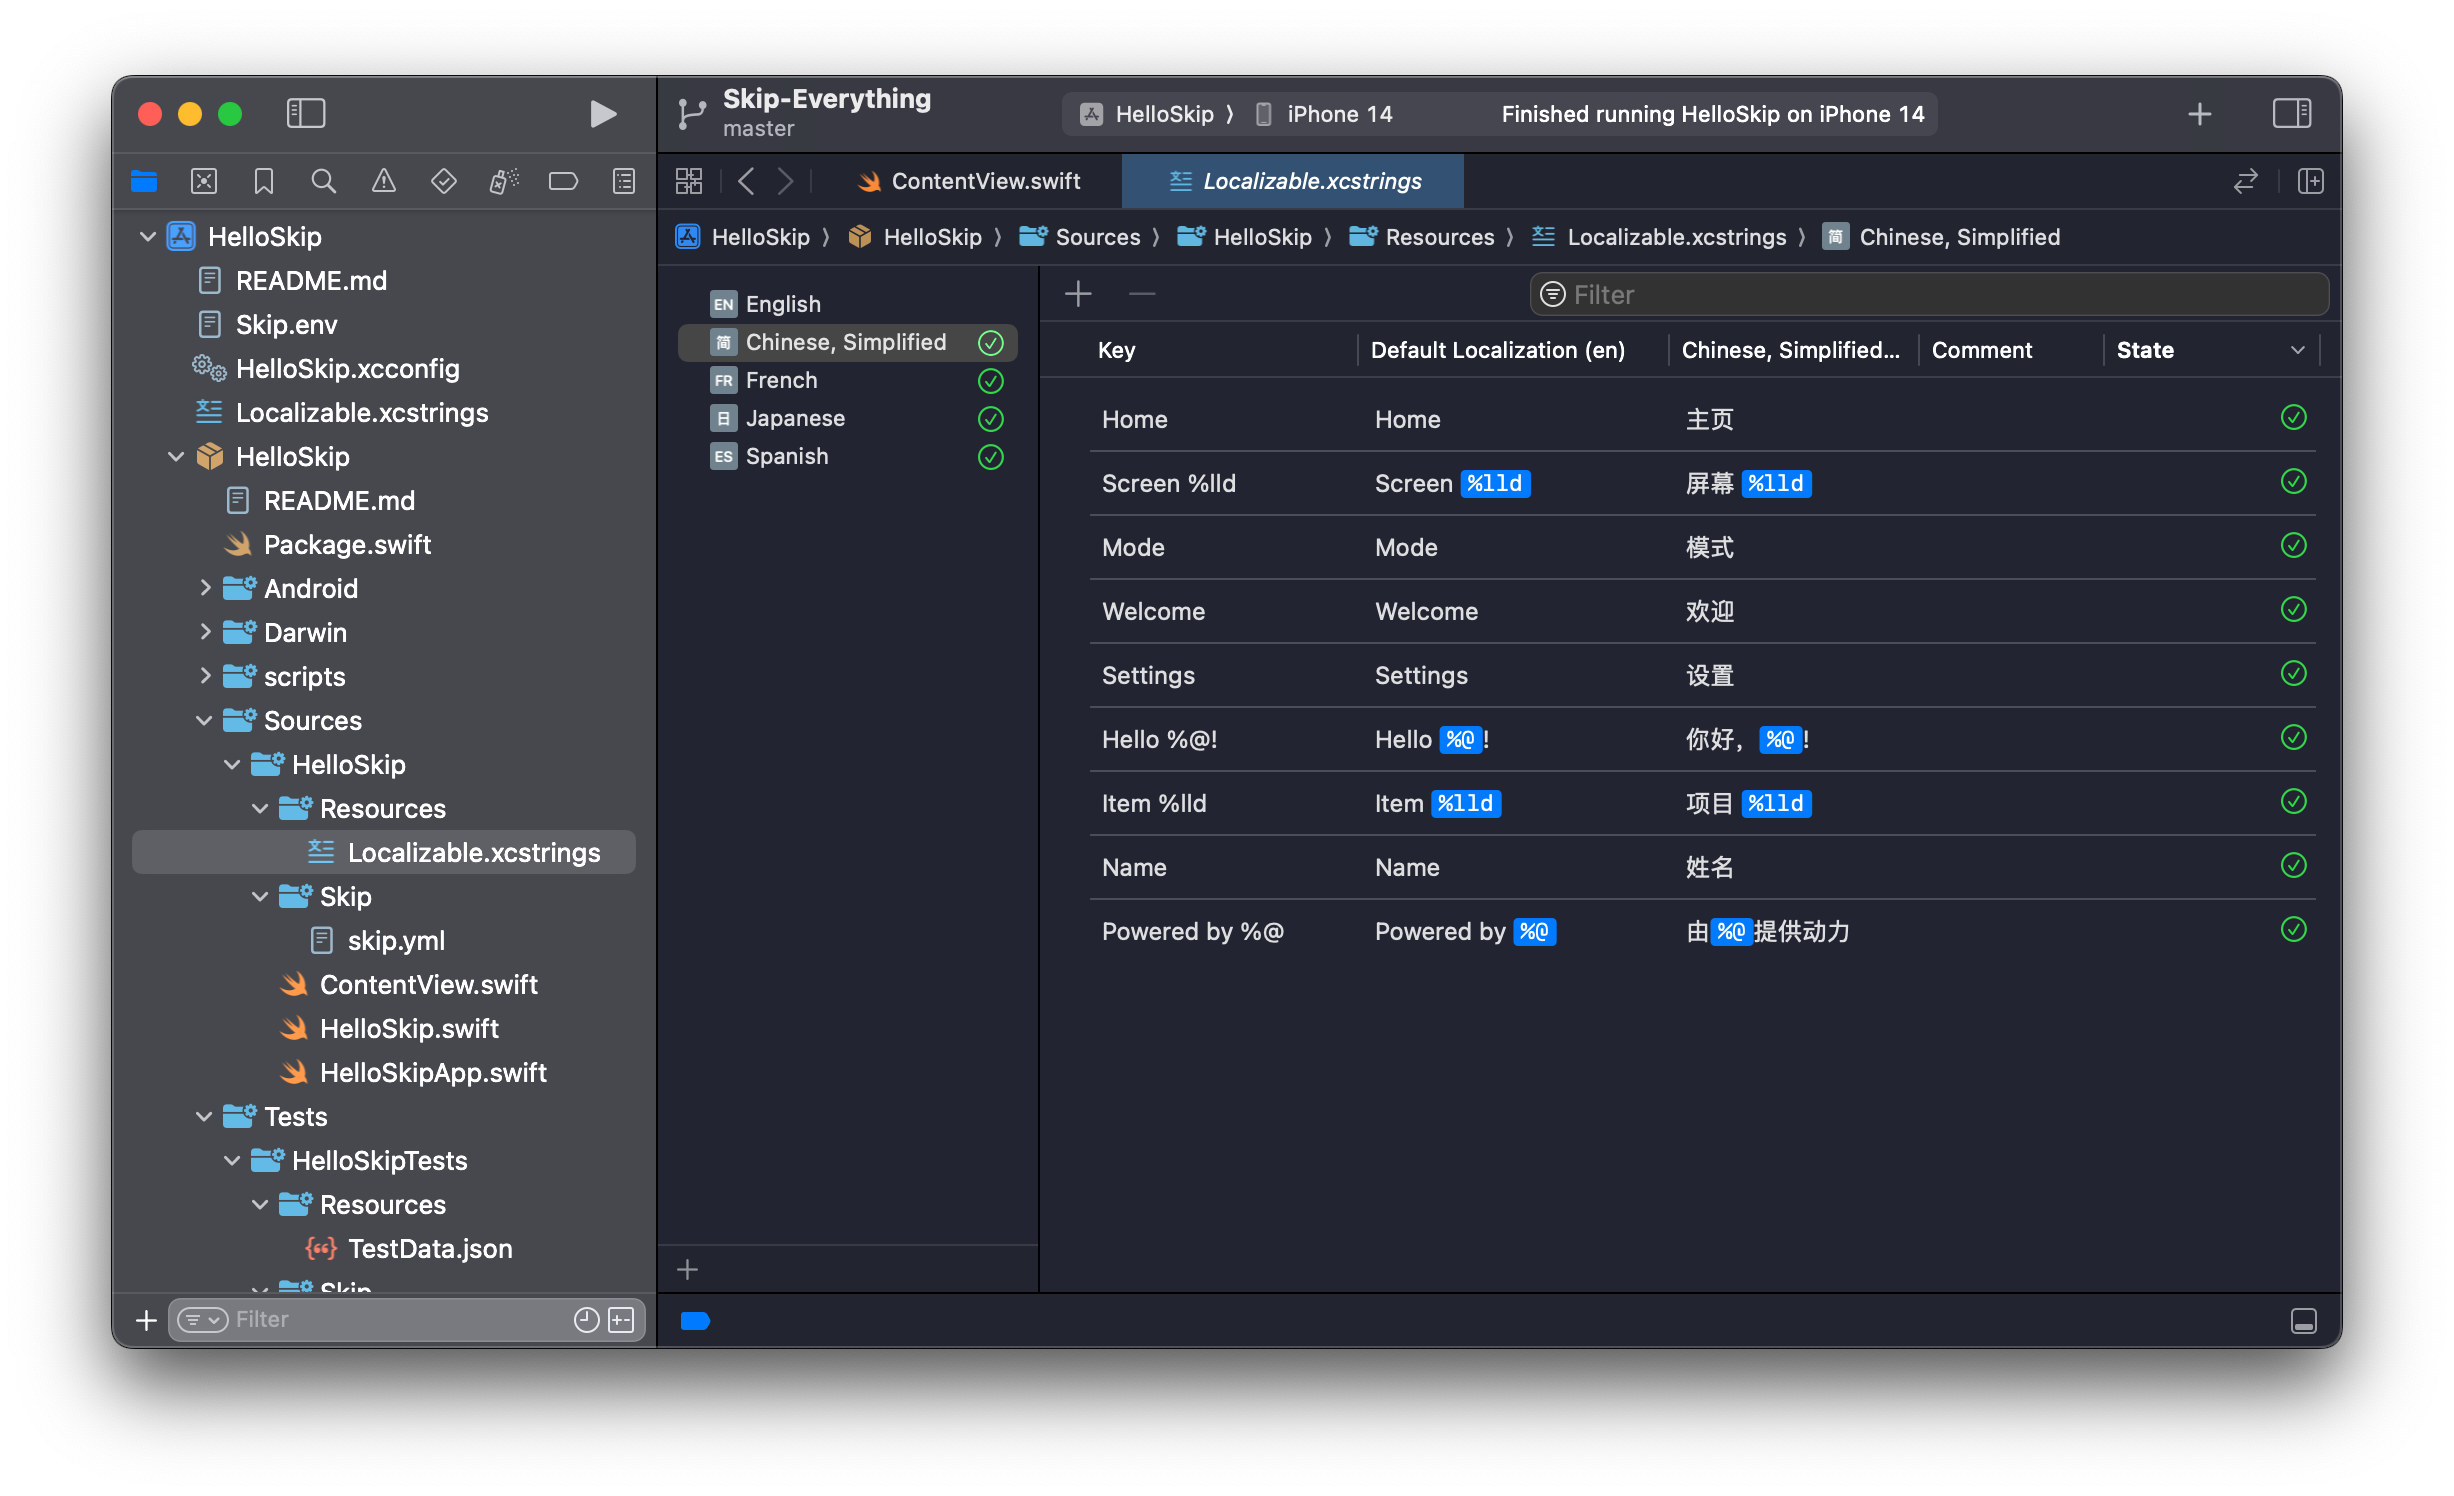 Skip-Everything
master
HelloSkip 〉 iPhone 14
Finished running HelloSkip on iPhone 14
ContentView.swift
Localizable.xcstrings
HelloSkip 〉 HelloSkip 〉 Sources 〉 HelloSkip 〉 Resources 〉 Localizable.xcstrings 〉 简 Chinese, Simplified
HelloSkip
README.md
Skip.env
HelloSkip.xcconfig
Localizable.xcstrings
HelloSkip
README.md
Package.swift
Android
Darwin
scripts
Sources
HelloSkip
Resources
Localizable.xcstrings
Skip
skip.yml
ContentView.swift
HelloSkip.swift
HelloSkipApp.swift
Tests
HelloSkipTests
Resources
TestData.json
Skip
Filter
EN English
简 Chinese, Simplified
FR French
日 Japanese
ES Spanish
Filter
Key Default Localization (en) Chinese, Simplified... Comment State
Home Home 主页
Screen %lld Screen %lld 屏幕 %lld
Mode Mode 模式
Welcome Welcome 欢迎
Settings Settings 设置
Hello %@! Hello %@! 你好，%@!
Item %lld Item %lld 项目 %lld
Name Name 姓名
Powered by %@ Powered by %@ 由%@提供动力